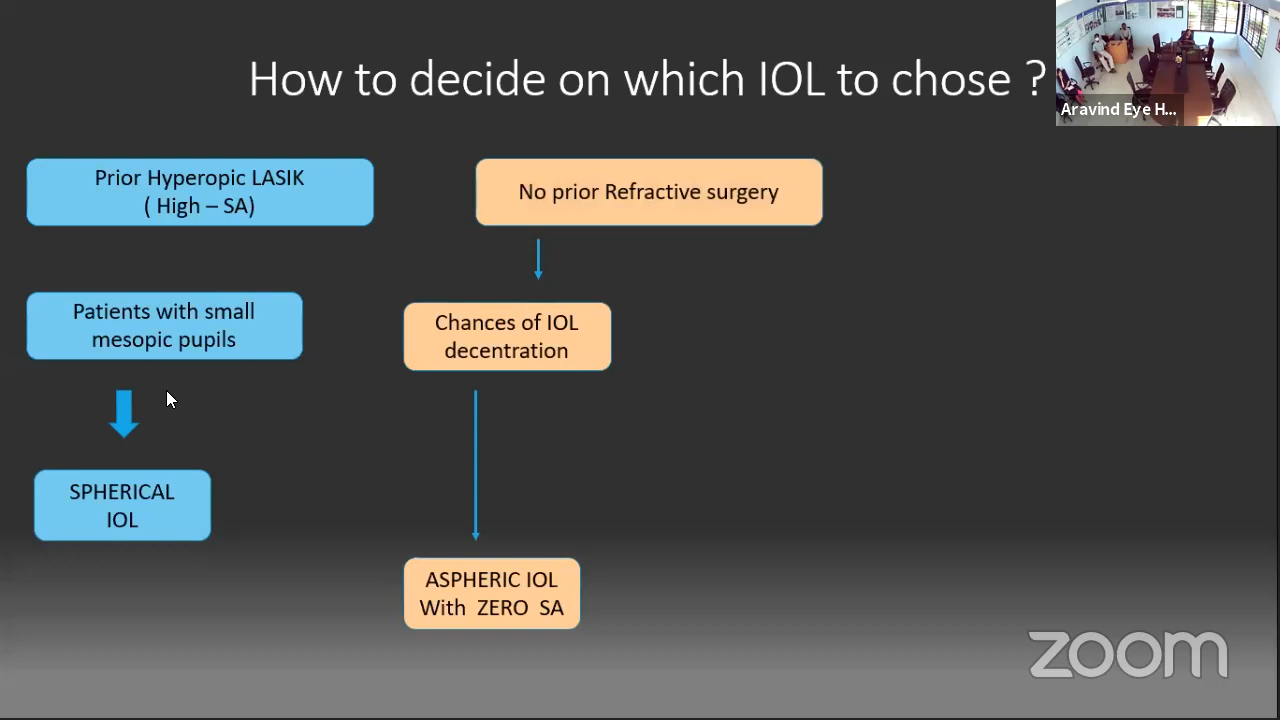 How to decide on which IOL to chose ?
Aravind Eye H...
Prior Hyperopic LASIK
( High – SA)
No prior Refractive surgery
Patients with small
mesopic pupils
Chances of IOL
decentration
SPHERICAL
IOL
ASPHERIC IOL
With ZERO SA
zoom